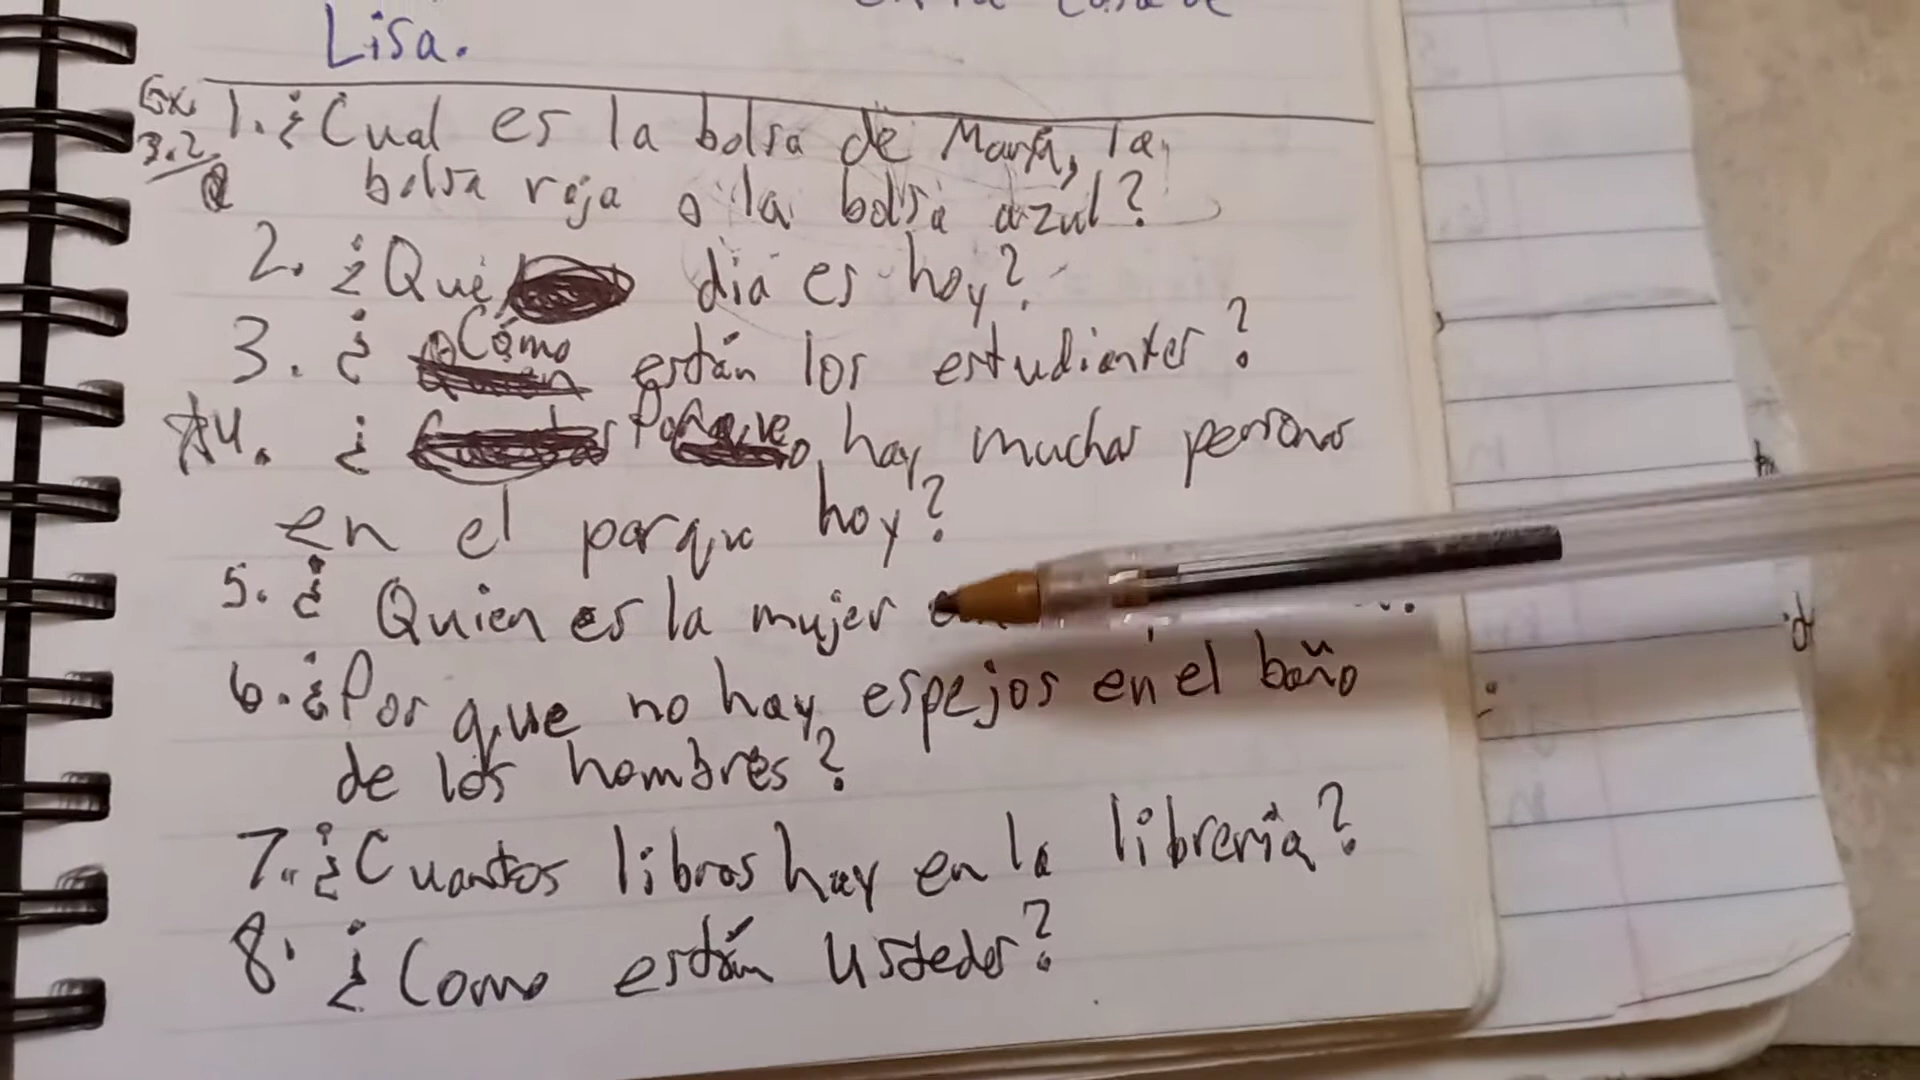 Lisa.
Ex. 1. ¿Cual es la bolsa de María, la
3.2 bolsa roja o la bolsa azul?
2. ¿Que dia es hoy?
3. ¿Cómo están los estudiantes?
4. ¿Porque hay muchas personas
en el parque hoy?
5. ¿Quien es la mujer
6. ¿Por que no hay espejos en el baño
de los hombres?
7. ¿Cuantos libros hay en la librería?
8. ¿Como están ustedes?